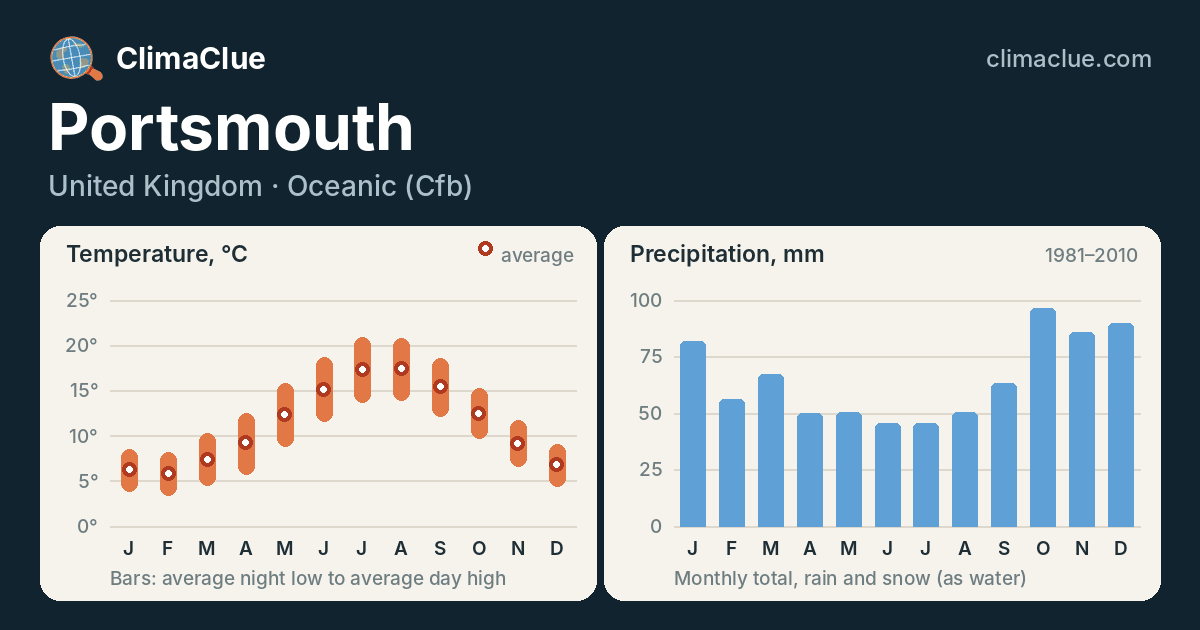 ClimaClue
climaclue.com
Portsmouth
United Kingdom · Oceanic (Cfb)
Temperature, °C
average
25°
20°
15°
10°
5°
0°
J F M A M J J A S O N D
Bars: average night low to average day high
Precipitation, mm
1981–2010
100
75
50
25
0
J F M A M J J A S O N D
Monthly total, rain and snow (as water)